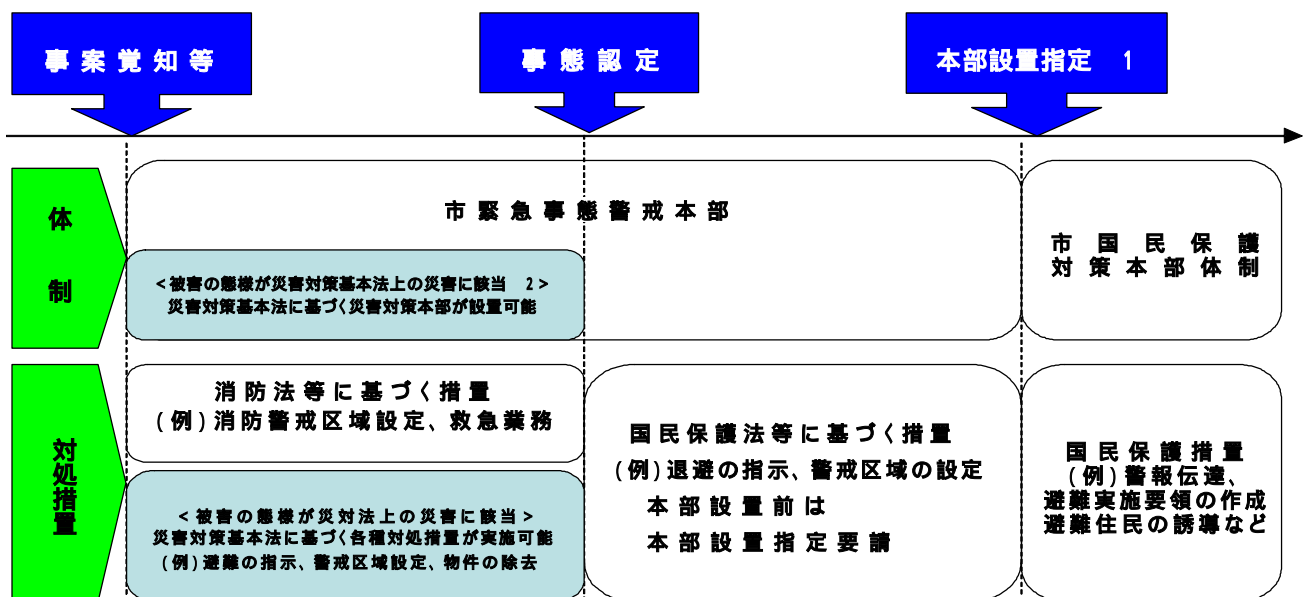 事案覚知等
事態認定
本部設置指定 1
体制
市緊急事態警戒本部
<被害の態様が災害対策基本法上の災害に該当 2>
災害対策基本法に基づく災害対策本部が設置可能
市国民保護
対策本部体制
対処措置
消防法等に基づく措置
(例)消防警戒区域設定、救急業務
<被害の態様が災対法上の災害に該当>
災害対策基本法に基づく各種対処措置が実施可能
(例)避難の指示、警戒区域設定、物件の除去
国民保護法等に基づく措置
(例)退避の指示、警戒区域の設定
本部設置前は
本部設置指定要請
国民保護措置
(例)警報伝達、
避難実施要領の作成
避難住民の誘導など